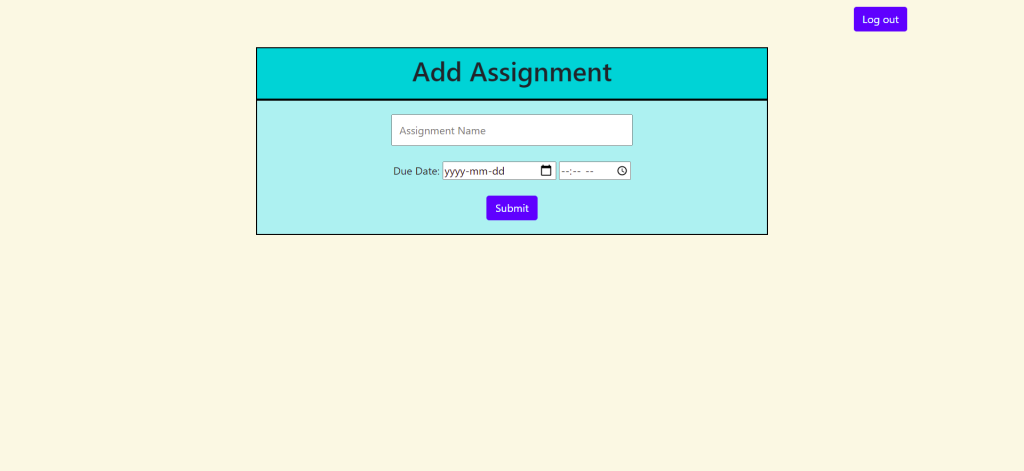 Log out
Add Assignment
Assignment Name
Due Date: yyyy-mm-dd --:-- --
Submit